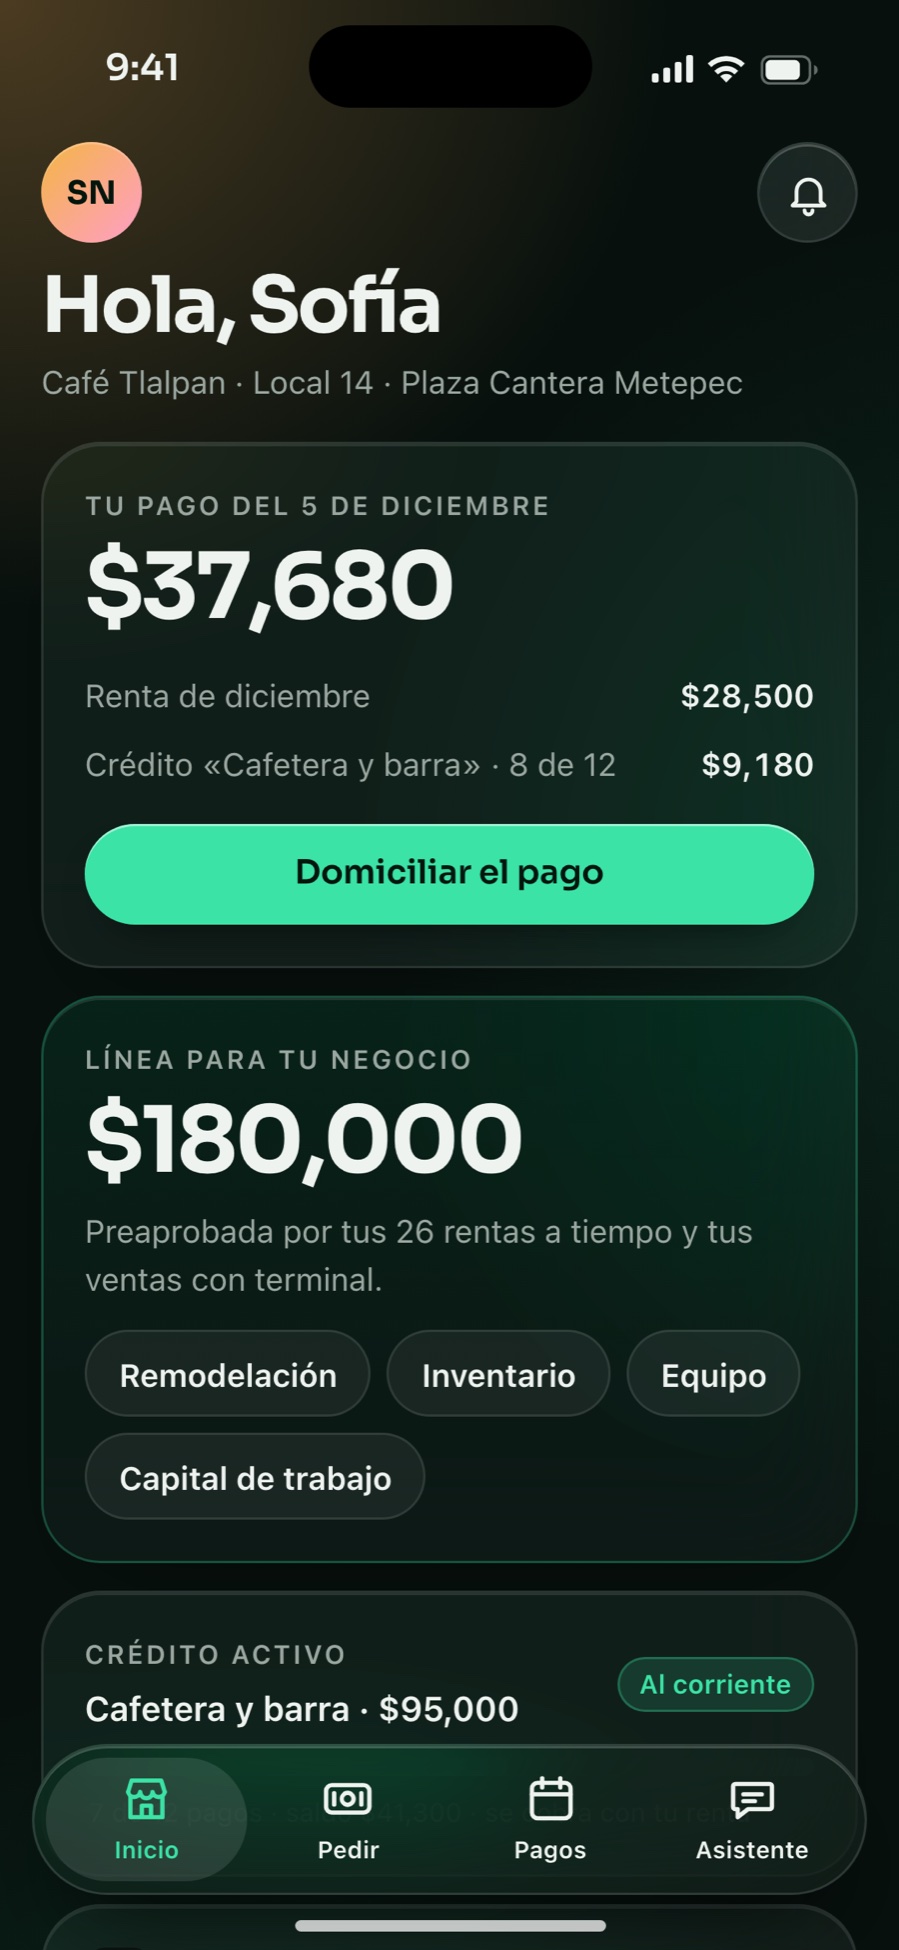 9:41
SN
Hola, Sofía
Café Tlalpan · Local 14 · Plaza Cantera Metepec
TU PAGO DEL 5 DE DICIEMBRE
$37,680
Renta de diciembre $28,500
Crédito «Cafetera y barra» · 8 de 12 $9,180
Domiciliar el pago
LÍNEA PARA TU NEGOCIO
$180,000
Preaprobada por tus 26 rentas a tiempo y tus
ventas con terminal.
Remodelación Inventario Equipo
Capital de trabajo
CRÉDITO ACTIVO
Al corriente
Cafetera y barra · $95,000
Inicio Pedir Pagos Asistente